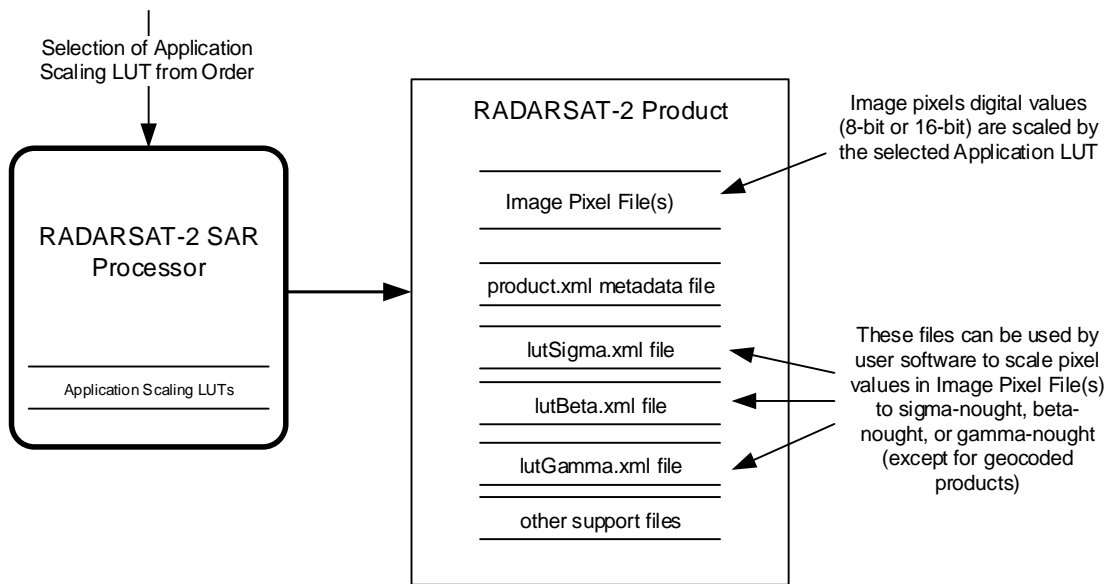 Selection of Application
Scaling LUT from Order
RADARSAT-2 SAR
Processor
Application Scaling LUTs
RADARSAT-2 Product
Image Pixel File(s)
product.xml metadata file
lutSigma.xml file
lutBeta.xml file
lutGamma.xml file
other support files
Image pixels digital values
(8-bit or 16-bit) are scaled by
the selected Application LUT
These files can be used by
user software to scale pixel
values in Image Pixel File(s)
to sigma-nought, beta-
nought, or gamma-nought
(except for geocoded
products)